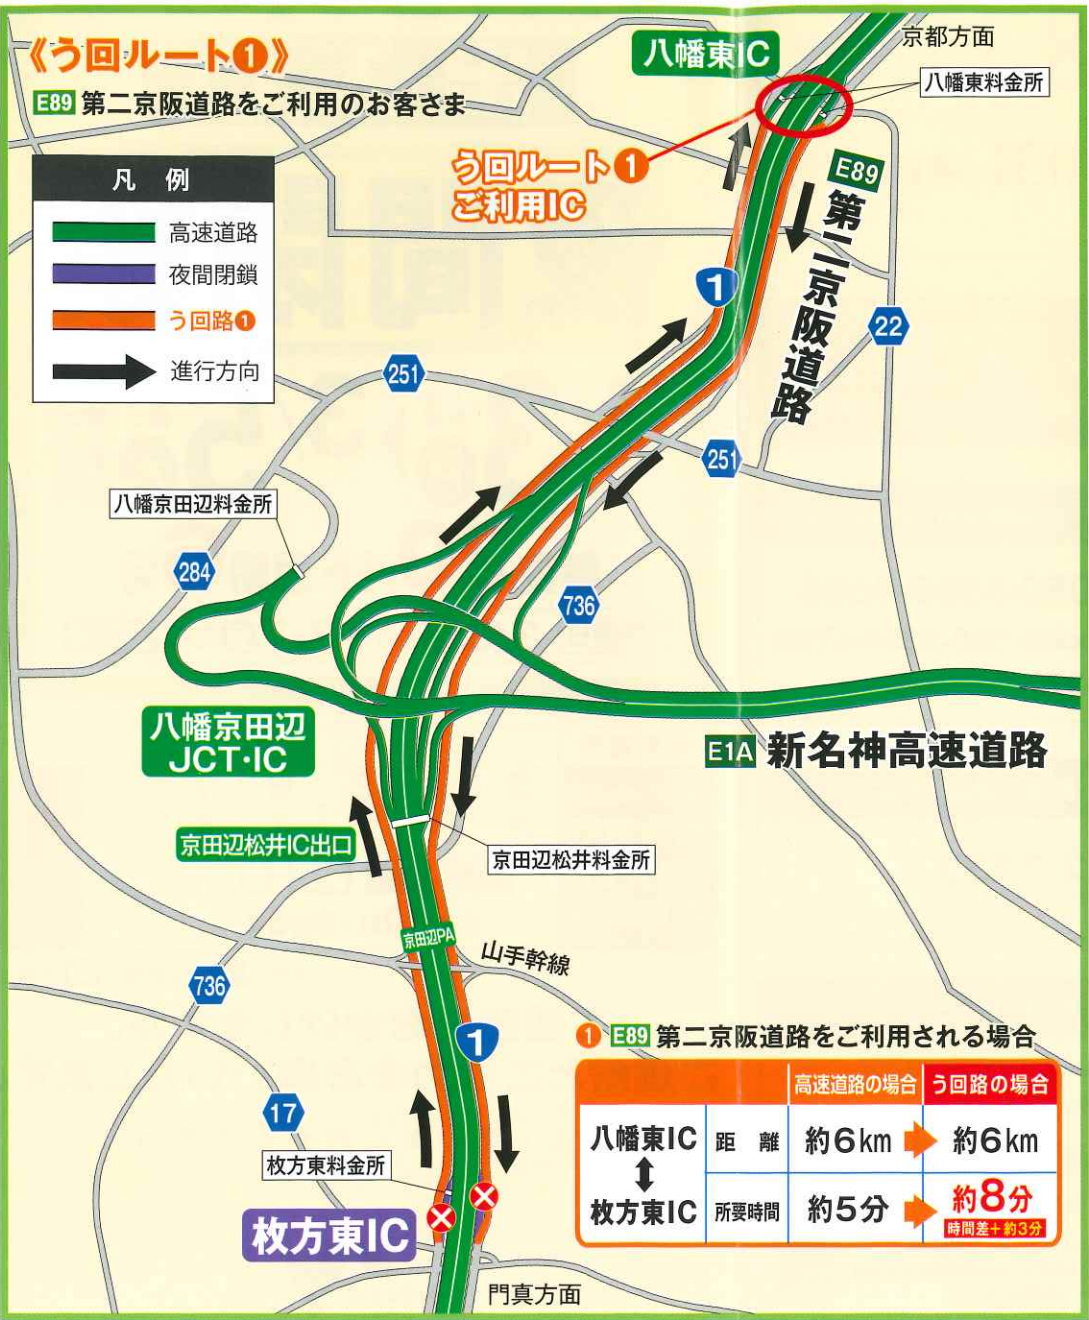 《う回ルート❶》
E89 第二京阪道路をご利用のお客さま
凡 例
高速道路
夜間閉鎖
う回路❶
進行方向
八幡東IC
京都方面
八幡東料金所
う回ルート❶
ご利用IC
E89
第二京阪道路
1
22
251
251
八幡京田辺料金所
284
736
八幡京田辺
JCT・IC
E1A 新名神高速道路
京田辺松井IC出口
京田辺松井料金所
京田辺PA
山手幹線
736
1
17
枚方東料金所
枚方東IC
門真方面
❶ E89 第二京阪道路をご利用される場合
高速道路の場合 う回路の場合
八幡東IC
枚方東IC
距 離 約6km 約6km
所要時間 約5分 約8分
時間差+約3分